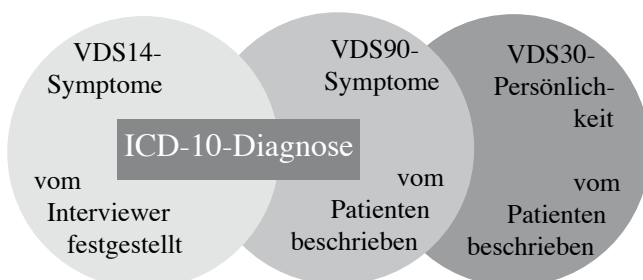 VDS14-
Symptome
VDS90-
Symptome
VDS30-
Persönlich-
keit
ICD-10-Diagnose
vom
Interviewer
festgestellt
vom
Patienten
beschrieben
vom
Patienten
beschrieben